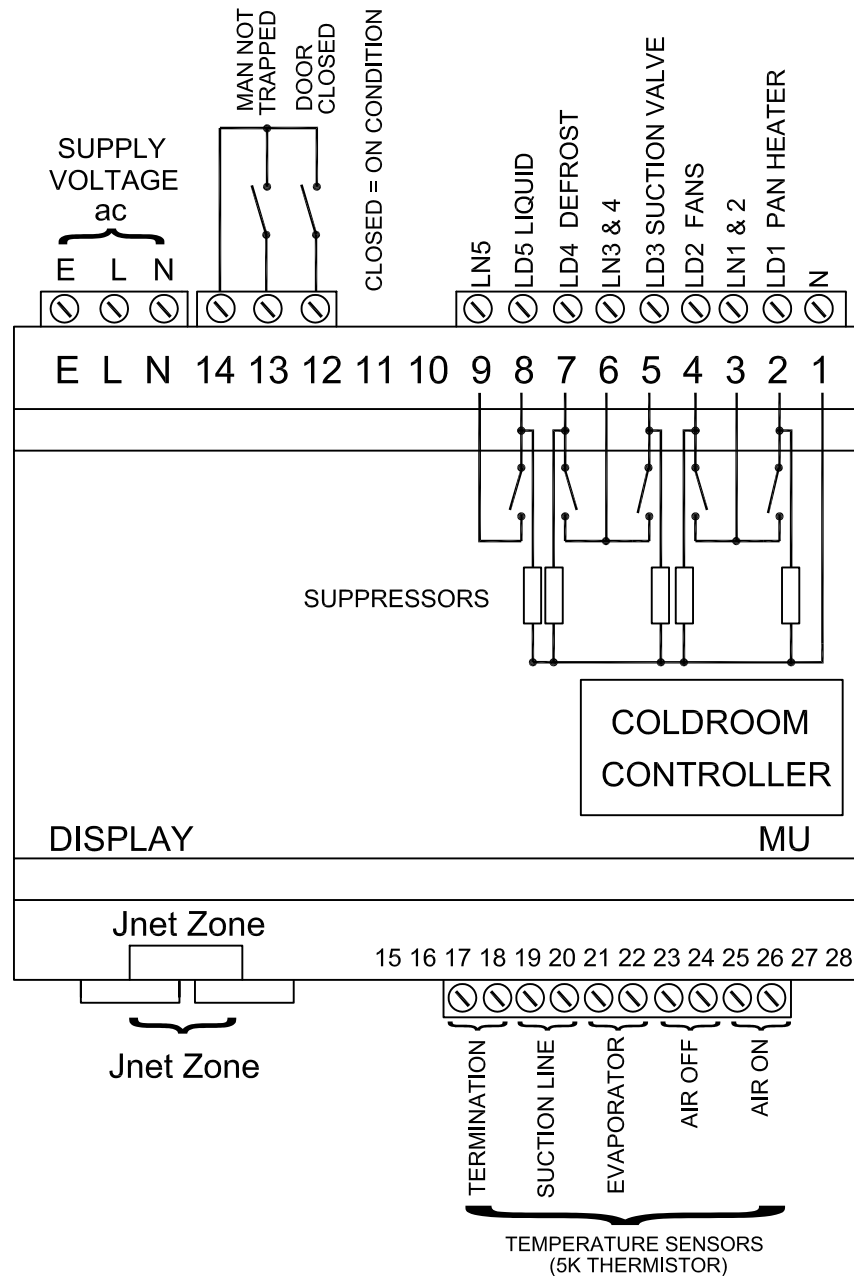 MAN NOT
TRAPPED
DOOR
CLOSED
CLOSED = ON CONDITION
SUPPLY
VOLTAGE
ac
E L N
LN5
LD5 LIQUID
LD4 DEFROST
LN3 & 4
LD3 SUCTION VALVE
LD2 FANS
LN1 & 2
LD1 PAN HEATER
N
E L N 14 13 12 11 10 9 8 7 6 5 4 3 2 1
SUPPRESSORS
COLDROOM
CONTROLLER
DISPLAY
MU
Jnet Zone
15 16 17 18 19 20 21 22 23 24 25 26 27 28
Jnet Zone
TERMINATION
SUCTION LINE
EVAPORATOR
AIR OFF
AIR ON
TEMPERATURE SENSORS
(5K THERMISTOR)